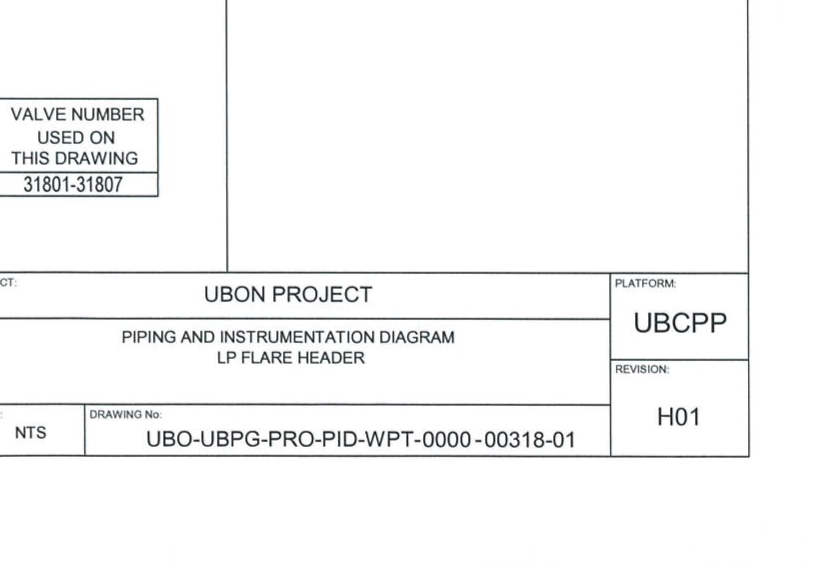 VALVE NUMBER
USED ON
THIS DRAWING
31801-31807
CT:
UBON PROJECT
PLATFORM:
UBCPP
PIPING AND INSTRUMENTATION DIAGRAM
LP FLARE HEADER
REVISION:
H01
:
NTS
DRAWING No:
UBO-UBPG-PRO-PID-WPT-0000-00318-01